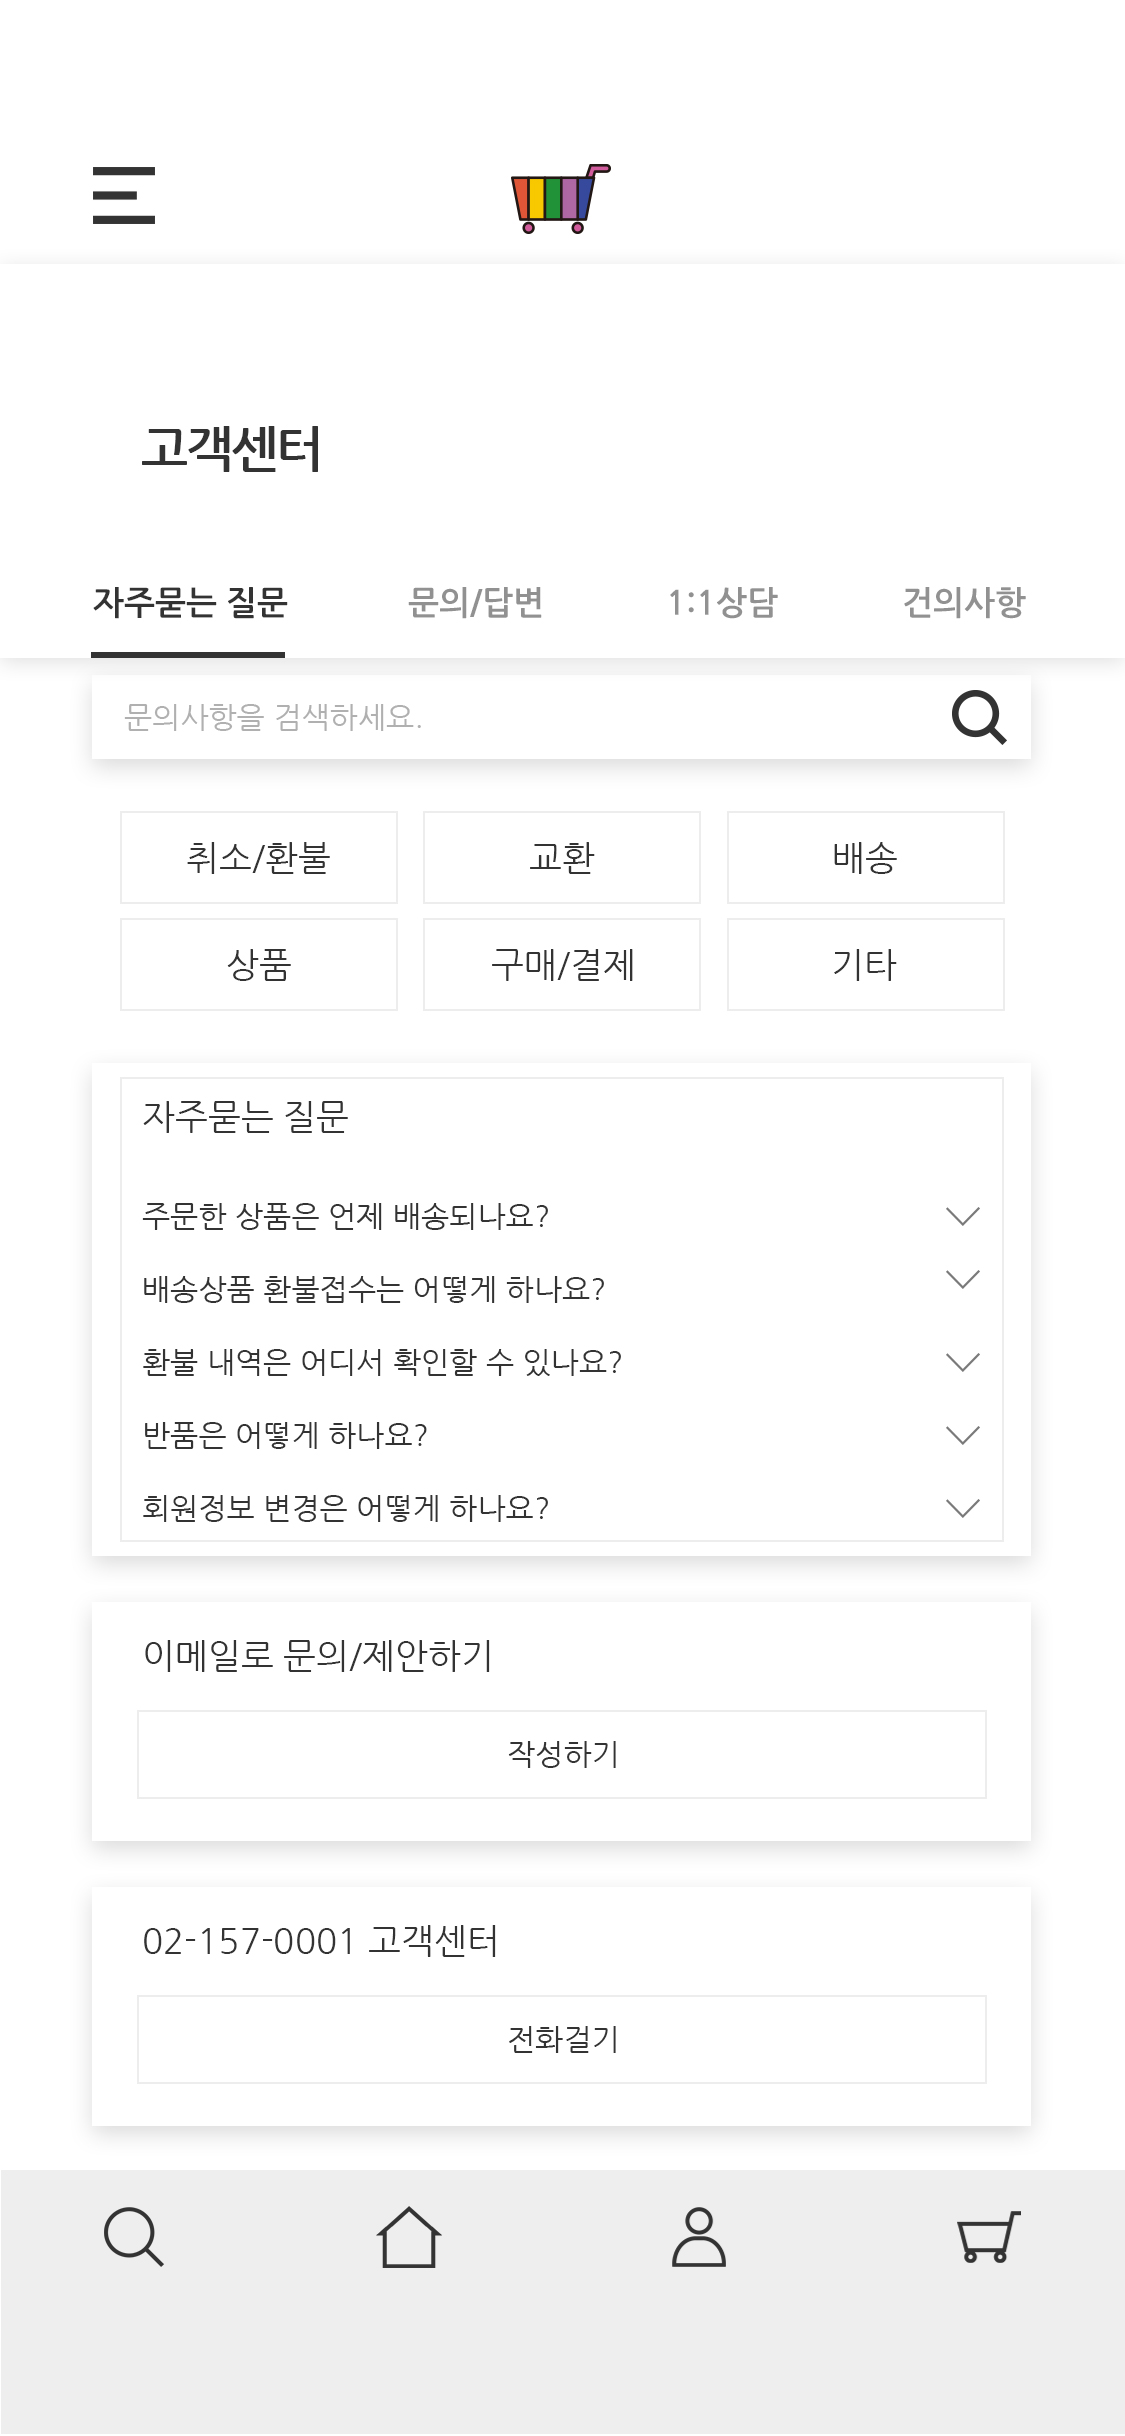 고객센터
자주묻는 질문
문의/답변
1:1상담
건의사항
문의사항을 검색하세요.
취소/환불
교환
배송
상품
구매/결제
기타
자주묻는 질문
주문한 상품은 언제 배송되나요?
배송상품 환불접수는 어떻게 하나요?
환불 내역은 어디서 확인할 수 있나요?
반품은 어떻게 하나요?
회원정보 변경은 어떻게 하나요?
이메일로 문의/제안하기
작성하기
02-157-0001 고객센터
전화걸기